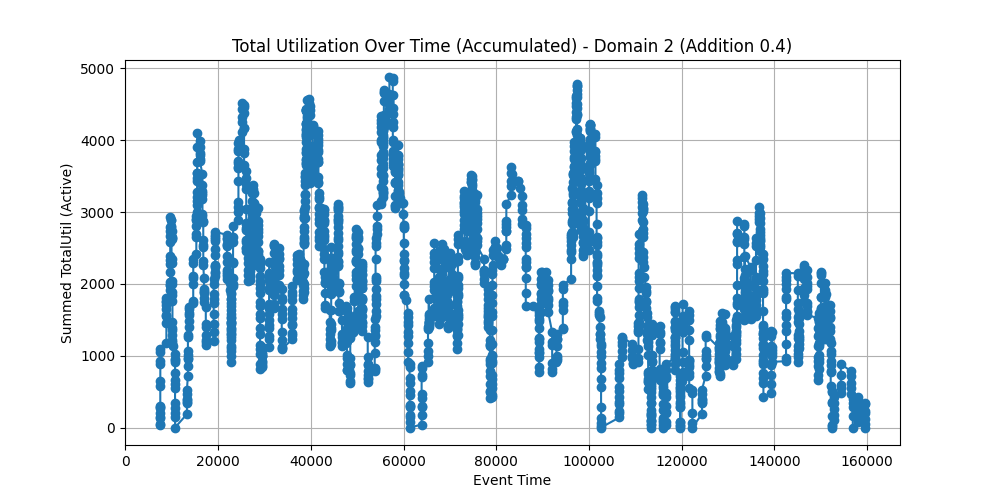 Total Utilization Over Time (Accumulated) - Domain 2 (Addition 0.4)
Summed TotalUtil (Active)
5000
4000
3000
2000
1000
0
0 20000 40000 60000 80000 100000 120000 140000 160000
Event Time